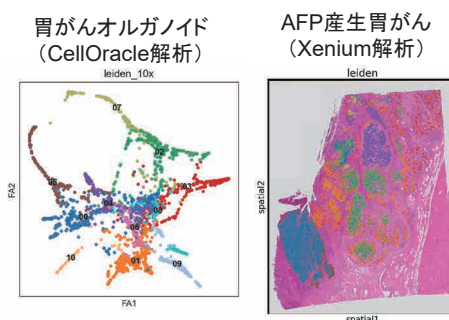 胃がんオルガノイド
（CellOracle解析）
leiden_10x
07
02
03
04
08
05
06
10
01
09
FA2
FA1
AFP産生胃がん
（Xenium解析）
leiden
spatial2
spatial1